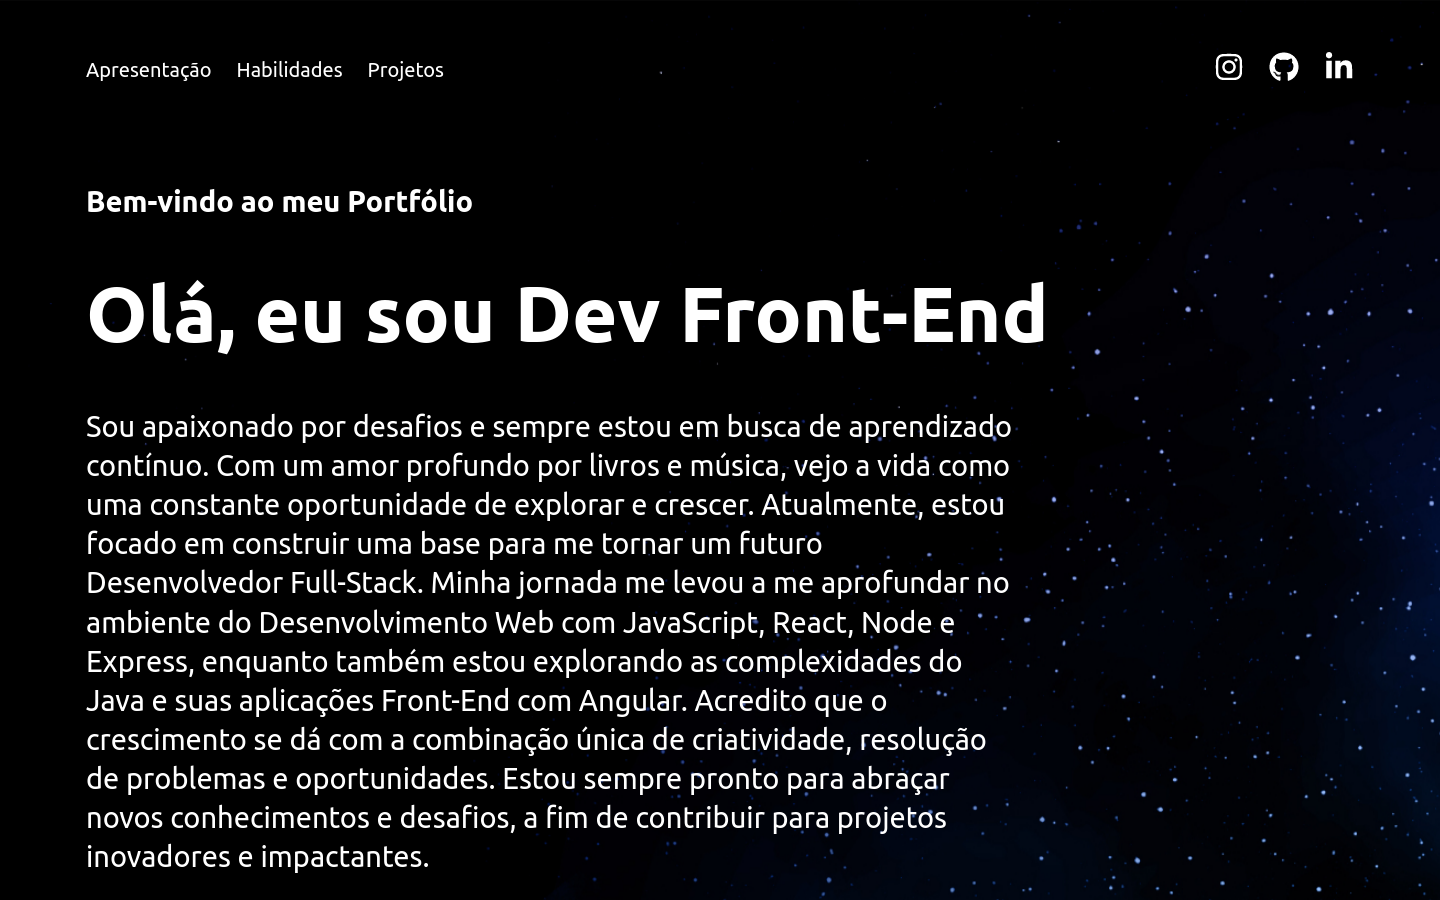 Apresentação Habilidades Projetos
Bem-vindo ao meu Portfólio
Olá, eu sou Dev Front-End
Sou apaixonado por desafios e sempre estou em busca de aprendizado
contínuo. Com um amor profundo por livros e música, vejo a vida como
uma constante oportunidade de explorar e crescer. Atualmente, estou
focado em construir uma base para me tornar um futuro
Desenvolvedor Full-Stack. Minha jornada me levou a me aprofundar no
ambiente do Desenvolvimento Web com JavaScript, React, Node e
Express, enquanto também estou explorando as complexidades do
Java e suas aplicações Front-End com Angular. Acredito que o
crescimento se dá com a combinação única de criatividade, resolução
de problemas e oportunidades. Estou sempre pronto para abraçar
novos conhecimentos e desafios, a fim de contribuir para projetos
inovadores e impactantes.